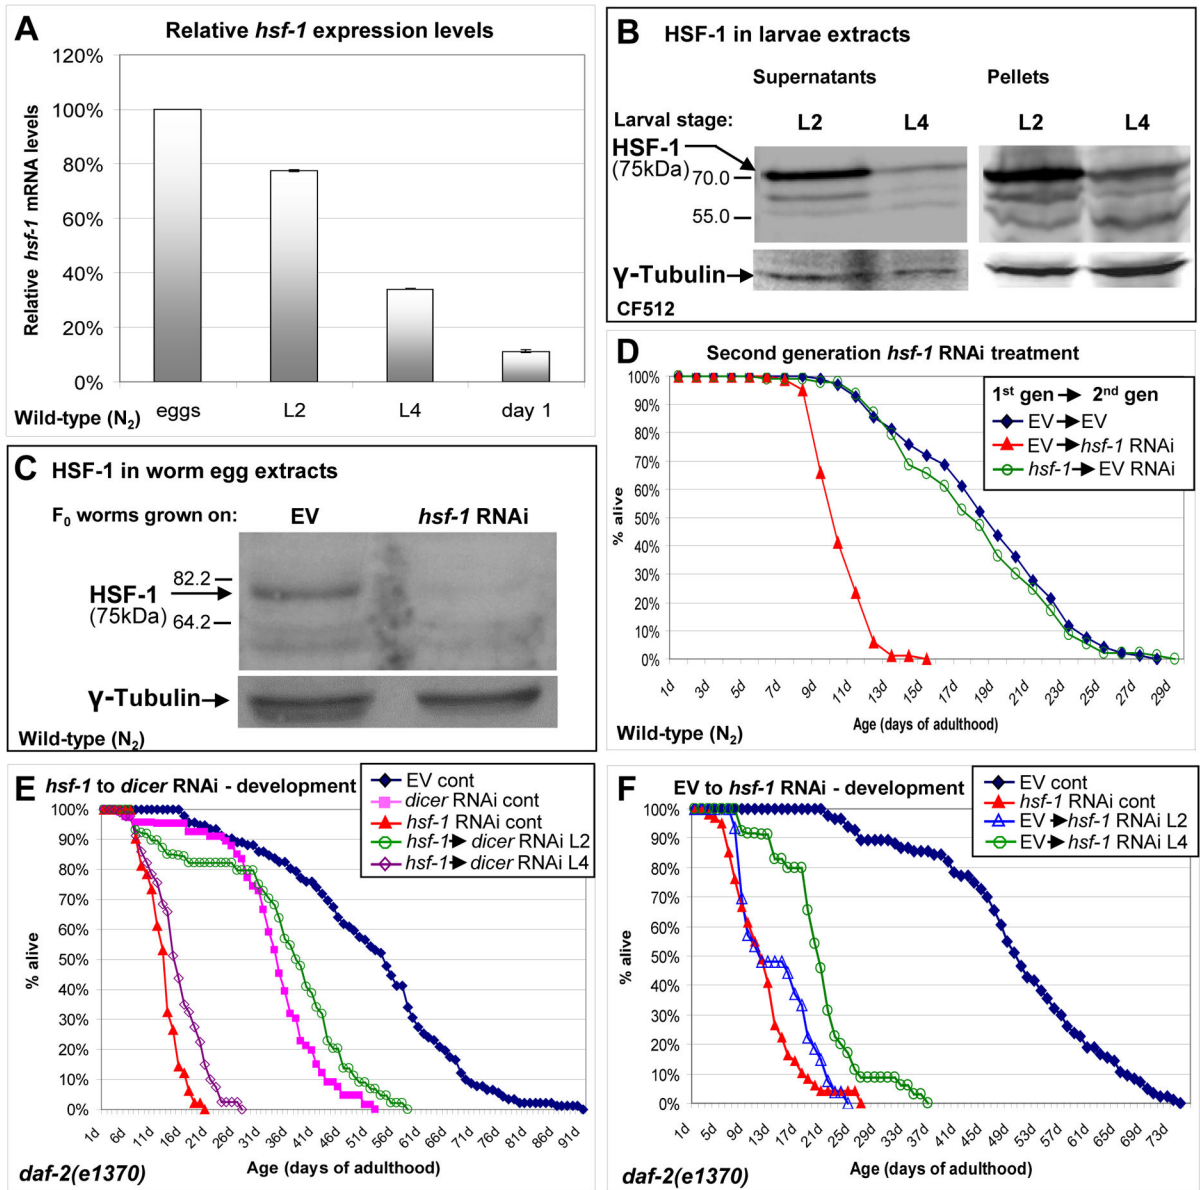 A Relative hsf-1 expression levels
Relative hsf-1 mRNA levels
120%
100%
80%
60%
40%
20%
0%
eggs L2 L4 day 1
Wild-type (N2)
B HSF-1 in larvae extracts
Supernatants Pellets
Larval stage: L2 L4 L2 L4
HSF-1
(75kDa)
70.0
55.0
γ-Tubulin
CF512
C HSF-1 in worm egg extracts
F0 worms grown on: EV hsf-1 RNAi
82.2
HSF-1
(75kDa)
64.2
γ-Tubulin
Wild-type (N2)
D Second generation hsf-1 RNAi treatment
1st gen → 2nd gen
EV→EV
EV→hsf-1 RNAi
hsf-1→EV RNAi
% alive
100%
90%
80%
70%
60%
50%
40%
30%
20%
10%
0%
1d 3d 5d 7d 9d 11d 13d 15d 17d 19d 21d 23d 25d 27d 29d
Age (days of adulthood)
Wild-type (N2)
E hsf-1 to dicer RNAi - development
EV cont
dicer RNAi cont
hsf-1 RNAi cont
hsf-1→dicer RNAi L2
hsf-1→dicer RNAi L4
% alive
100%
90%
80%
70%
60%
50%
40%
30%
20%
10%
0%
1d 6d 11d 16d 21d 26d 31d 36d 41d 46d 51d 56d 61d 66d 71d 76d 81d 86d 91d
Age (days of adulthood)
daf-2(e1370)
F EV to hsf-1 RNAi - development
EV cont
hsf-1 RNAi cont
EV→hsf-1 RNAi L2
EV→hsf-1 RNAi L4
% alive
100%
90%
80%
70%
60%
50%
40%
30%
20%
10%
0%
1d 5d 9d 13d 17d 21d 25d 29d 33d 37d 41d 45d 49d 53d 57d 61d 65d 69d 73d
Age (days of adulthood)
daf-2(e1370)